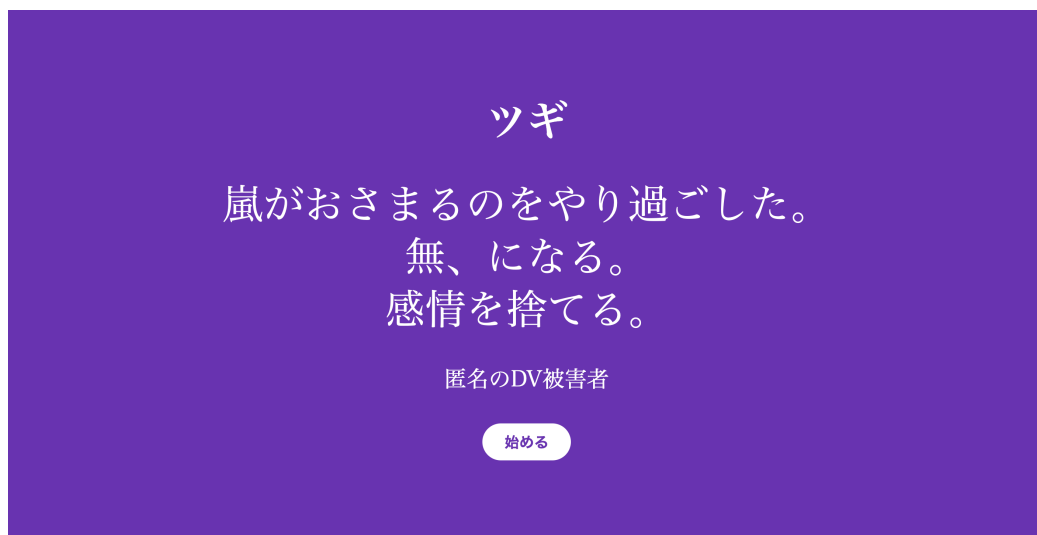 ツギ
嵐がおさまるのをやり過ごした。
無、になる。
感情を捨てる。
匿名のDV被害者
始める